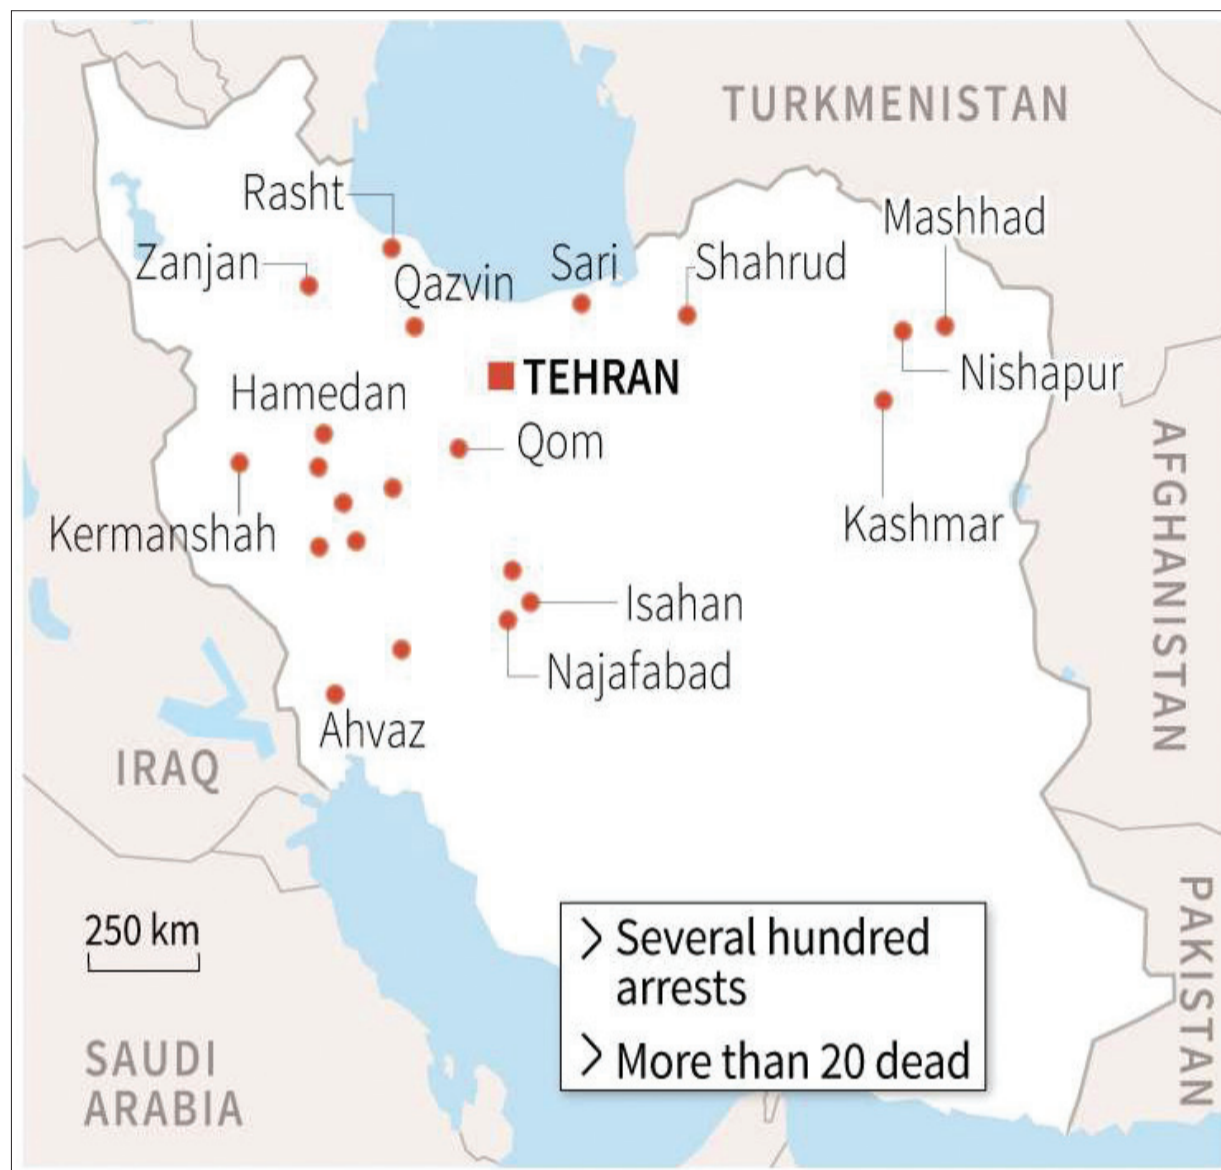 TURKMENISTAN
Rasht
Mashhad
Zanjan
Qazvin
Sari
Shahrud
TEHRAN
Nishapur
Hamedan
Qom
AFGHANISTAN
Kermanshah
Kashmar
Isahan
Najafabad
Ahvaz
IRAQ
PAKISTAN
250 km
> Several hundred
arrests
> More than 20 dead
SAUDI
ARABIA